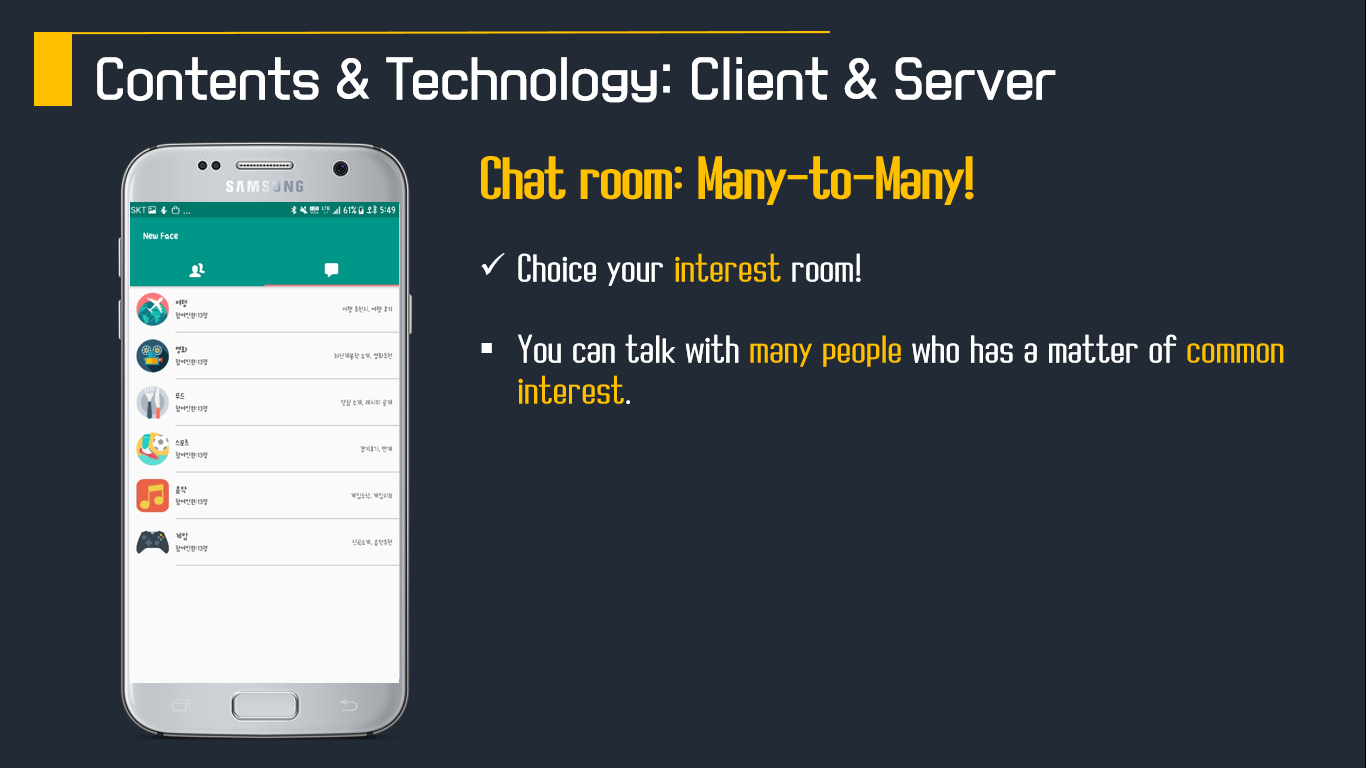 Contents & Technology: Client & Server
SAMSUNG
SKT ... LTE 61% 오후 5:49
New Face
여행
참여인원:13명
여행 추천지, 여행 후기
영화
참여인원:13명
최신개봉작 소개, 영화추천
푸드
참여인원:13명
맛집 소개, 레시피 공개
스포츠
참여인원:13명
경기후기, 번개
음악
참여인원:13명
게임소식, 게임리뷰
게임
참여인원:13명
신곡소개, 음악추천
Chat room: Many-to-Many!
Choice your interest room!
You can talk with many people who has a matter of common
interest.